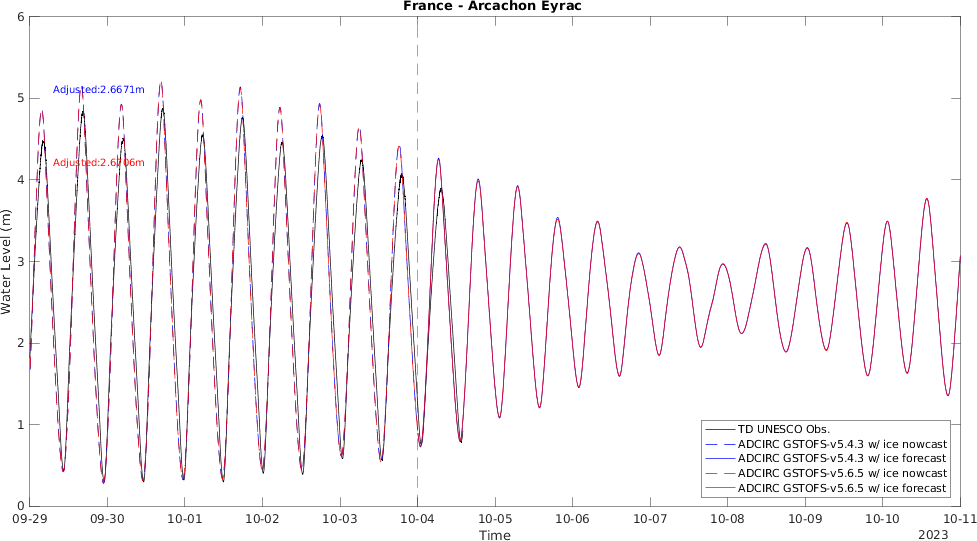 France - Arcachon Eyrac
6
5
4
3
2
1
0
Water Level (m)
Adjusted:2.6671m
Adjusted:2.6706m
TD UNESCO Obs.
ADCIRC GSTOFS-v5.4.3 w/ ice nowcast
ADCIRC GSTOFS-v5.4.3 w/ ice forecast
ADCIRC GSTOFS-v5.6.5 w/ ice nowcast
ADCIRC GSTOFS-v5.6.5 w/ ice forecast
09-29 09-30 10-01 10-02 10-03 10-04 10-05 10-06 10-07 10-08 10-09 10-10 10-11
Time
2023